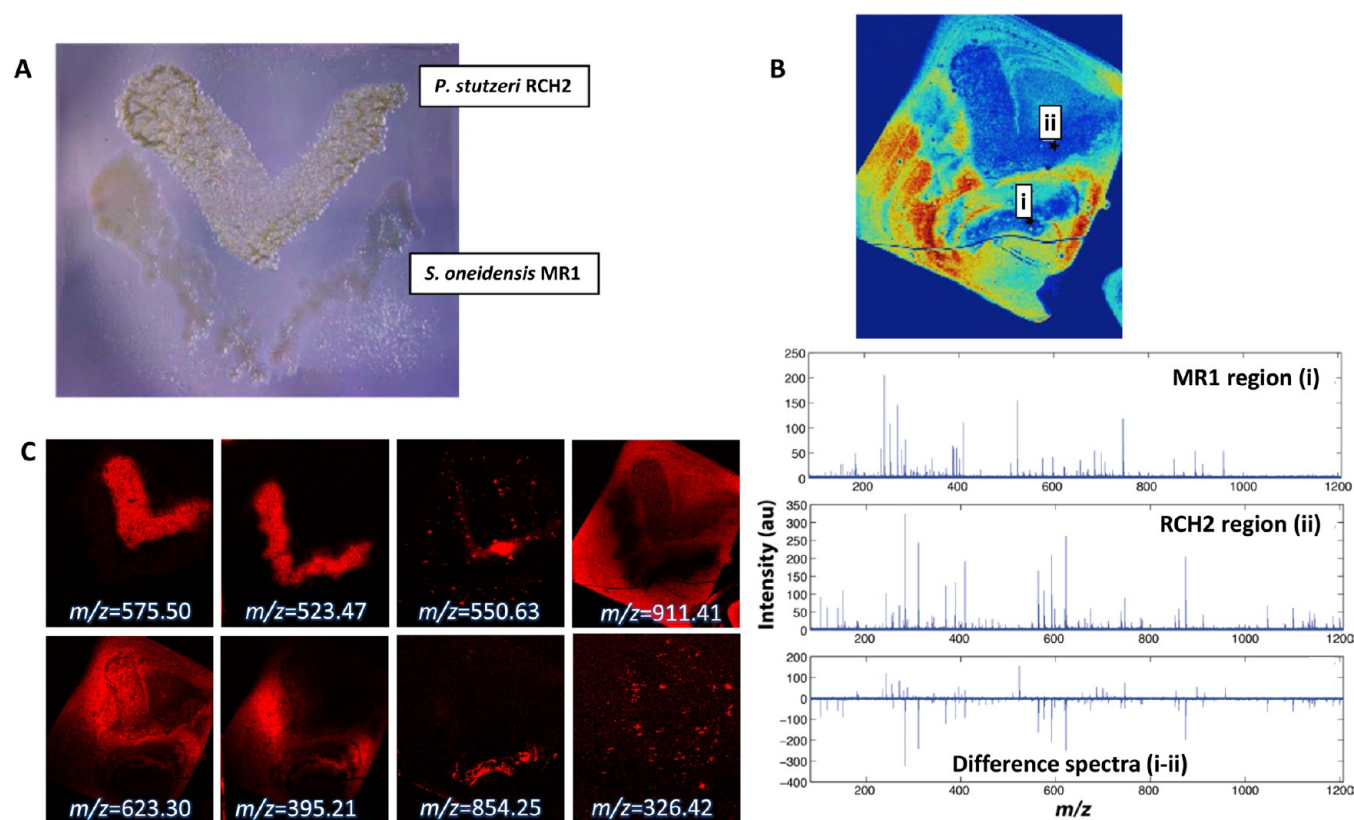 A
P. stutzeri RCH2
S. oneidensis MR1
B
ii
i
MR1 region (i)
250
200
150
100
50
0
200 400 600 800 1000 1200
RCH2 region (ii)
350
300
250
200
150
100
50
0
200 400 600 800 1000 1200
Intensity (au)
200
100
0
−100
−200
−300
−400
Difference spectra (i-ii)
200 400 600 800 1000 1200
m/z
C
m/z=575.50 m/z=523.47 m/z=550.63 m/z=911.41
m/z=623.30 m/z=395.21 m/z=854.25 m/z=326.42